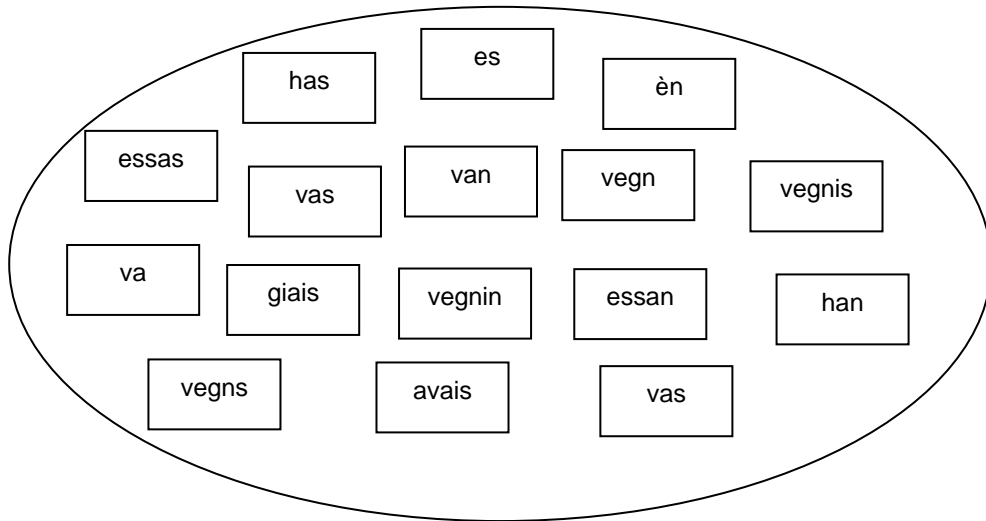 es
has
èn
essas
vas
van
vegn
vegnis
va
giais
vegnin
essan
han
vegns
avais
vas